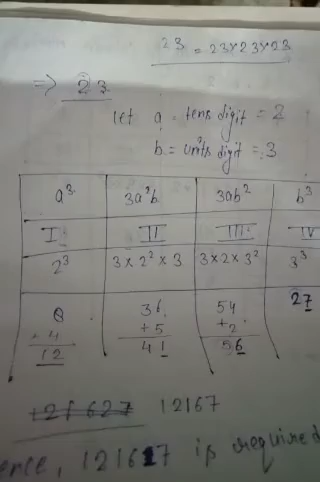 23 = 23×23×23
⇒ 23
Let a = tens digit = 2
b = units digit = 3
a³ 3a²b 3ab² b³
I II III IV
2³ 3×2²×3 3×2×3² 3³
8 36 54 27
+4 +5 +2
12 41 56
+21627 12167
ence, 12167 is required